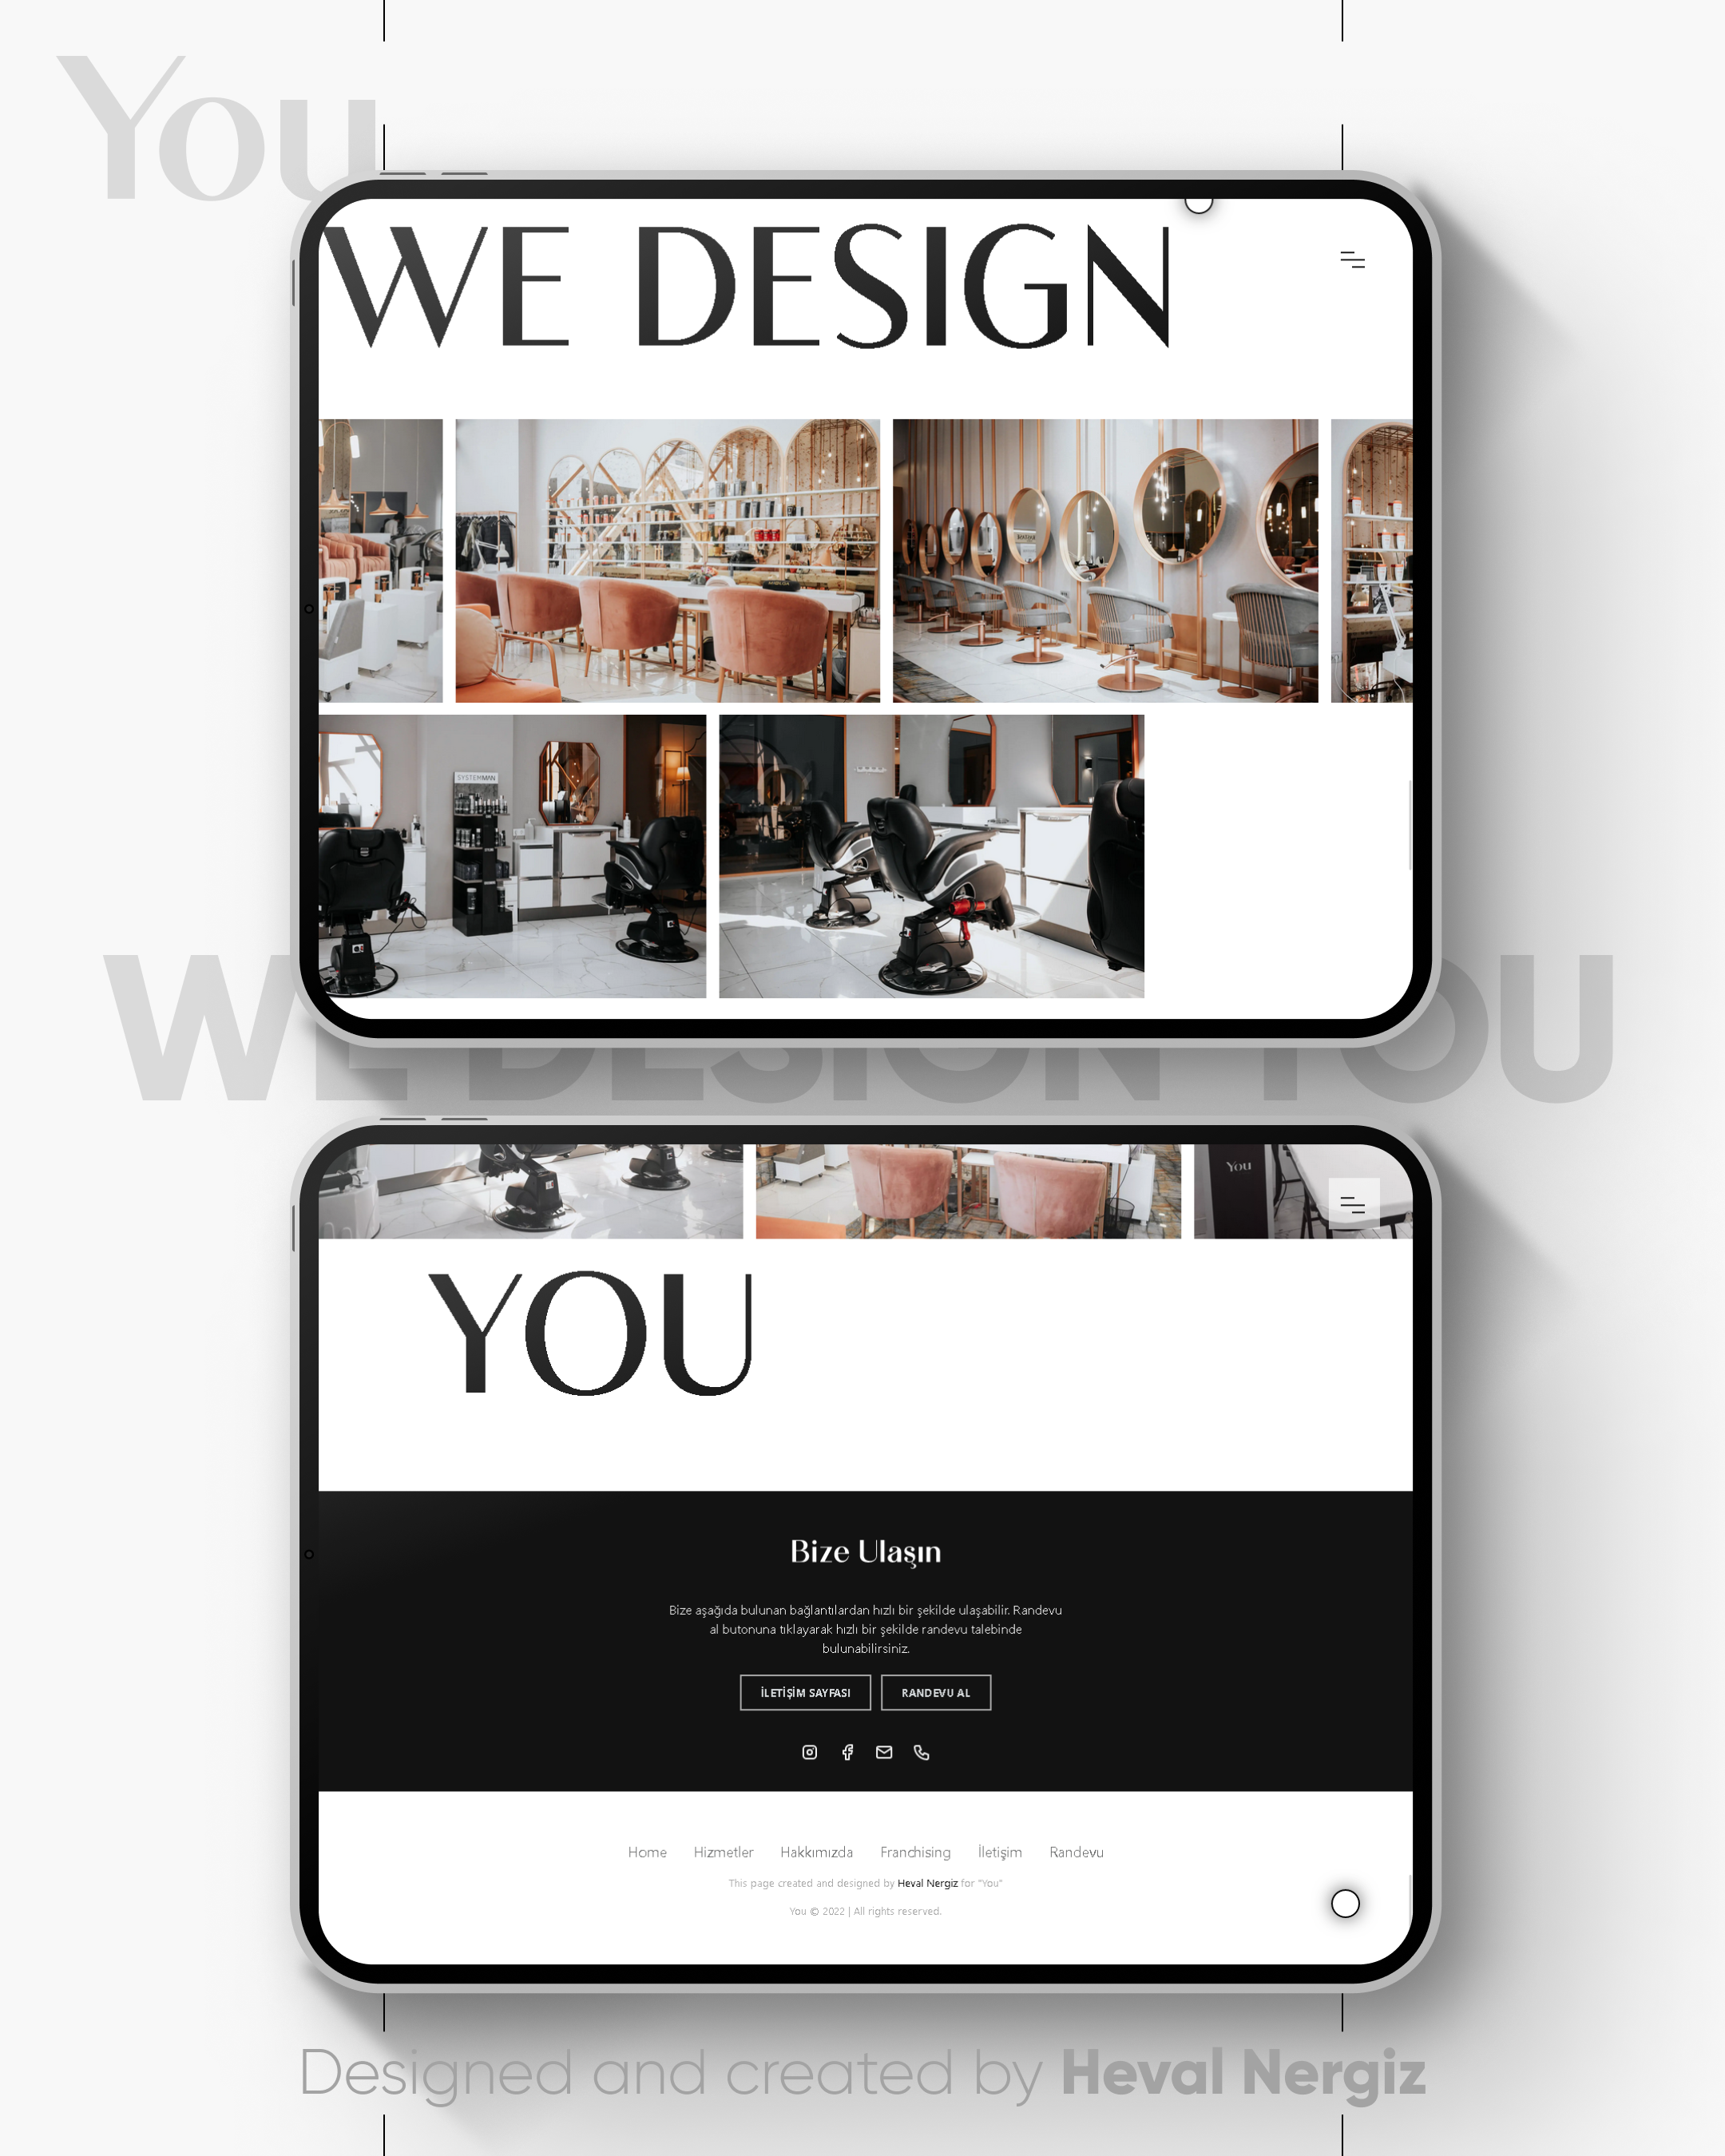 You
WE DESIGN
SYSTEMMAN
WE DESIGN YOU
You
YOU
Bize Ulaşın
Bize aşağıda bulunan bağlantılardan hızlı bir şekilde ulaşabilir. Randevu
al butonuna tıklayarak hızlı bir şekilde randevu talebinde
bulunabilirsiniz.
İLETİŞİM SAYFASI
RANDEVU AL
Home Hizmetler Hakkımızda Franchising İletişim Randevu
This page created and designed by Heval Nergiz for "You"
You © 2022 | All rights reserved.
Designed and created by Heval Nergiz